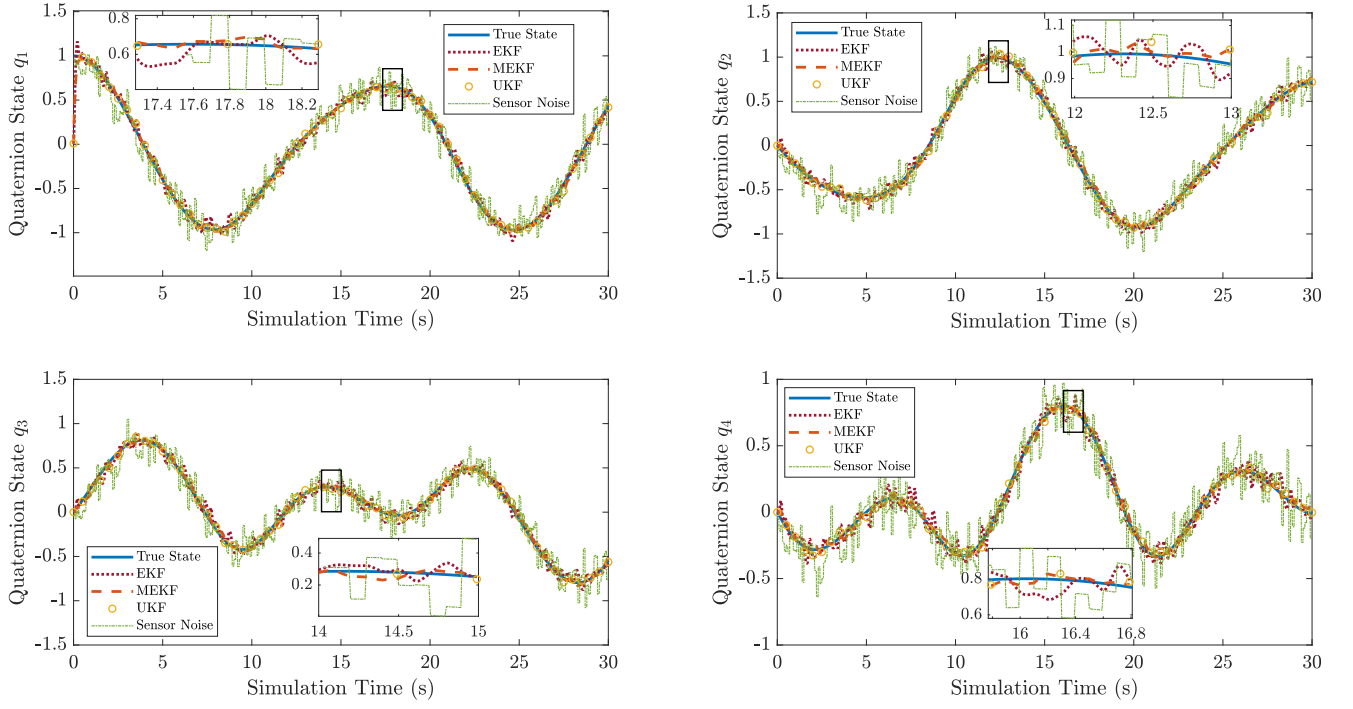 Quaternion State q1
1.5
1
0.5
0
-0.5
-1
0 5 10 15 20 25 30
Simulation Time (s)
0.8
0.6
17.4 17.6 17.8 18 18.2
True State
EKF
MEKF
UKF
Sensor Noise
Quaternion State q2
1.5
1
0.5
0
-0.5
-1
-1.5
0 5 10 15 20 25 30
Simulation Time (s)
True State
EKF
MEKF
UKF
Sensor Noise
1.1
1
0.9
12 12.5 13
Quaternion State q3
1.5
1
0.5
0
-0.5
-1
-1.5
0 5 10 15 20 25 30
Simulation Time (s)
True State
EKF
MEKF
UKF
Sensor Noise
0.4
0.2
14 14.5 15
Quaternion State q4
1
0.5
0
-0.5
-1
0 5 10 15 20 25 30
Simulation Time (s)
True State
EKF
MEKF
UKF
Sensor Noise
0.8
0.6
16 16.4 16.8